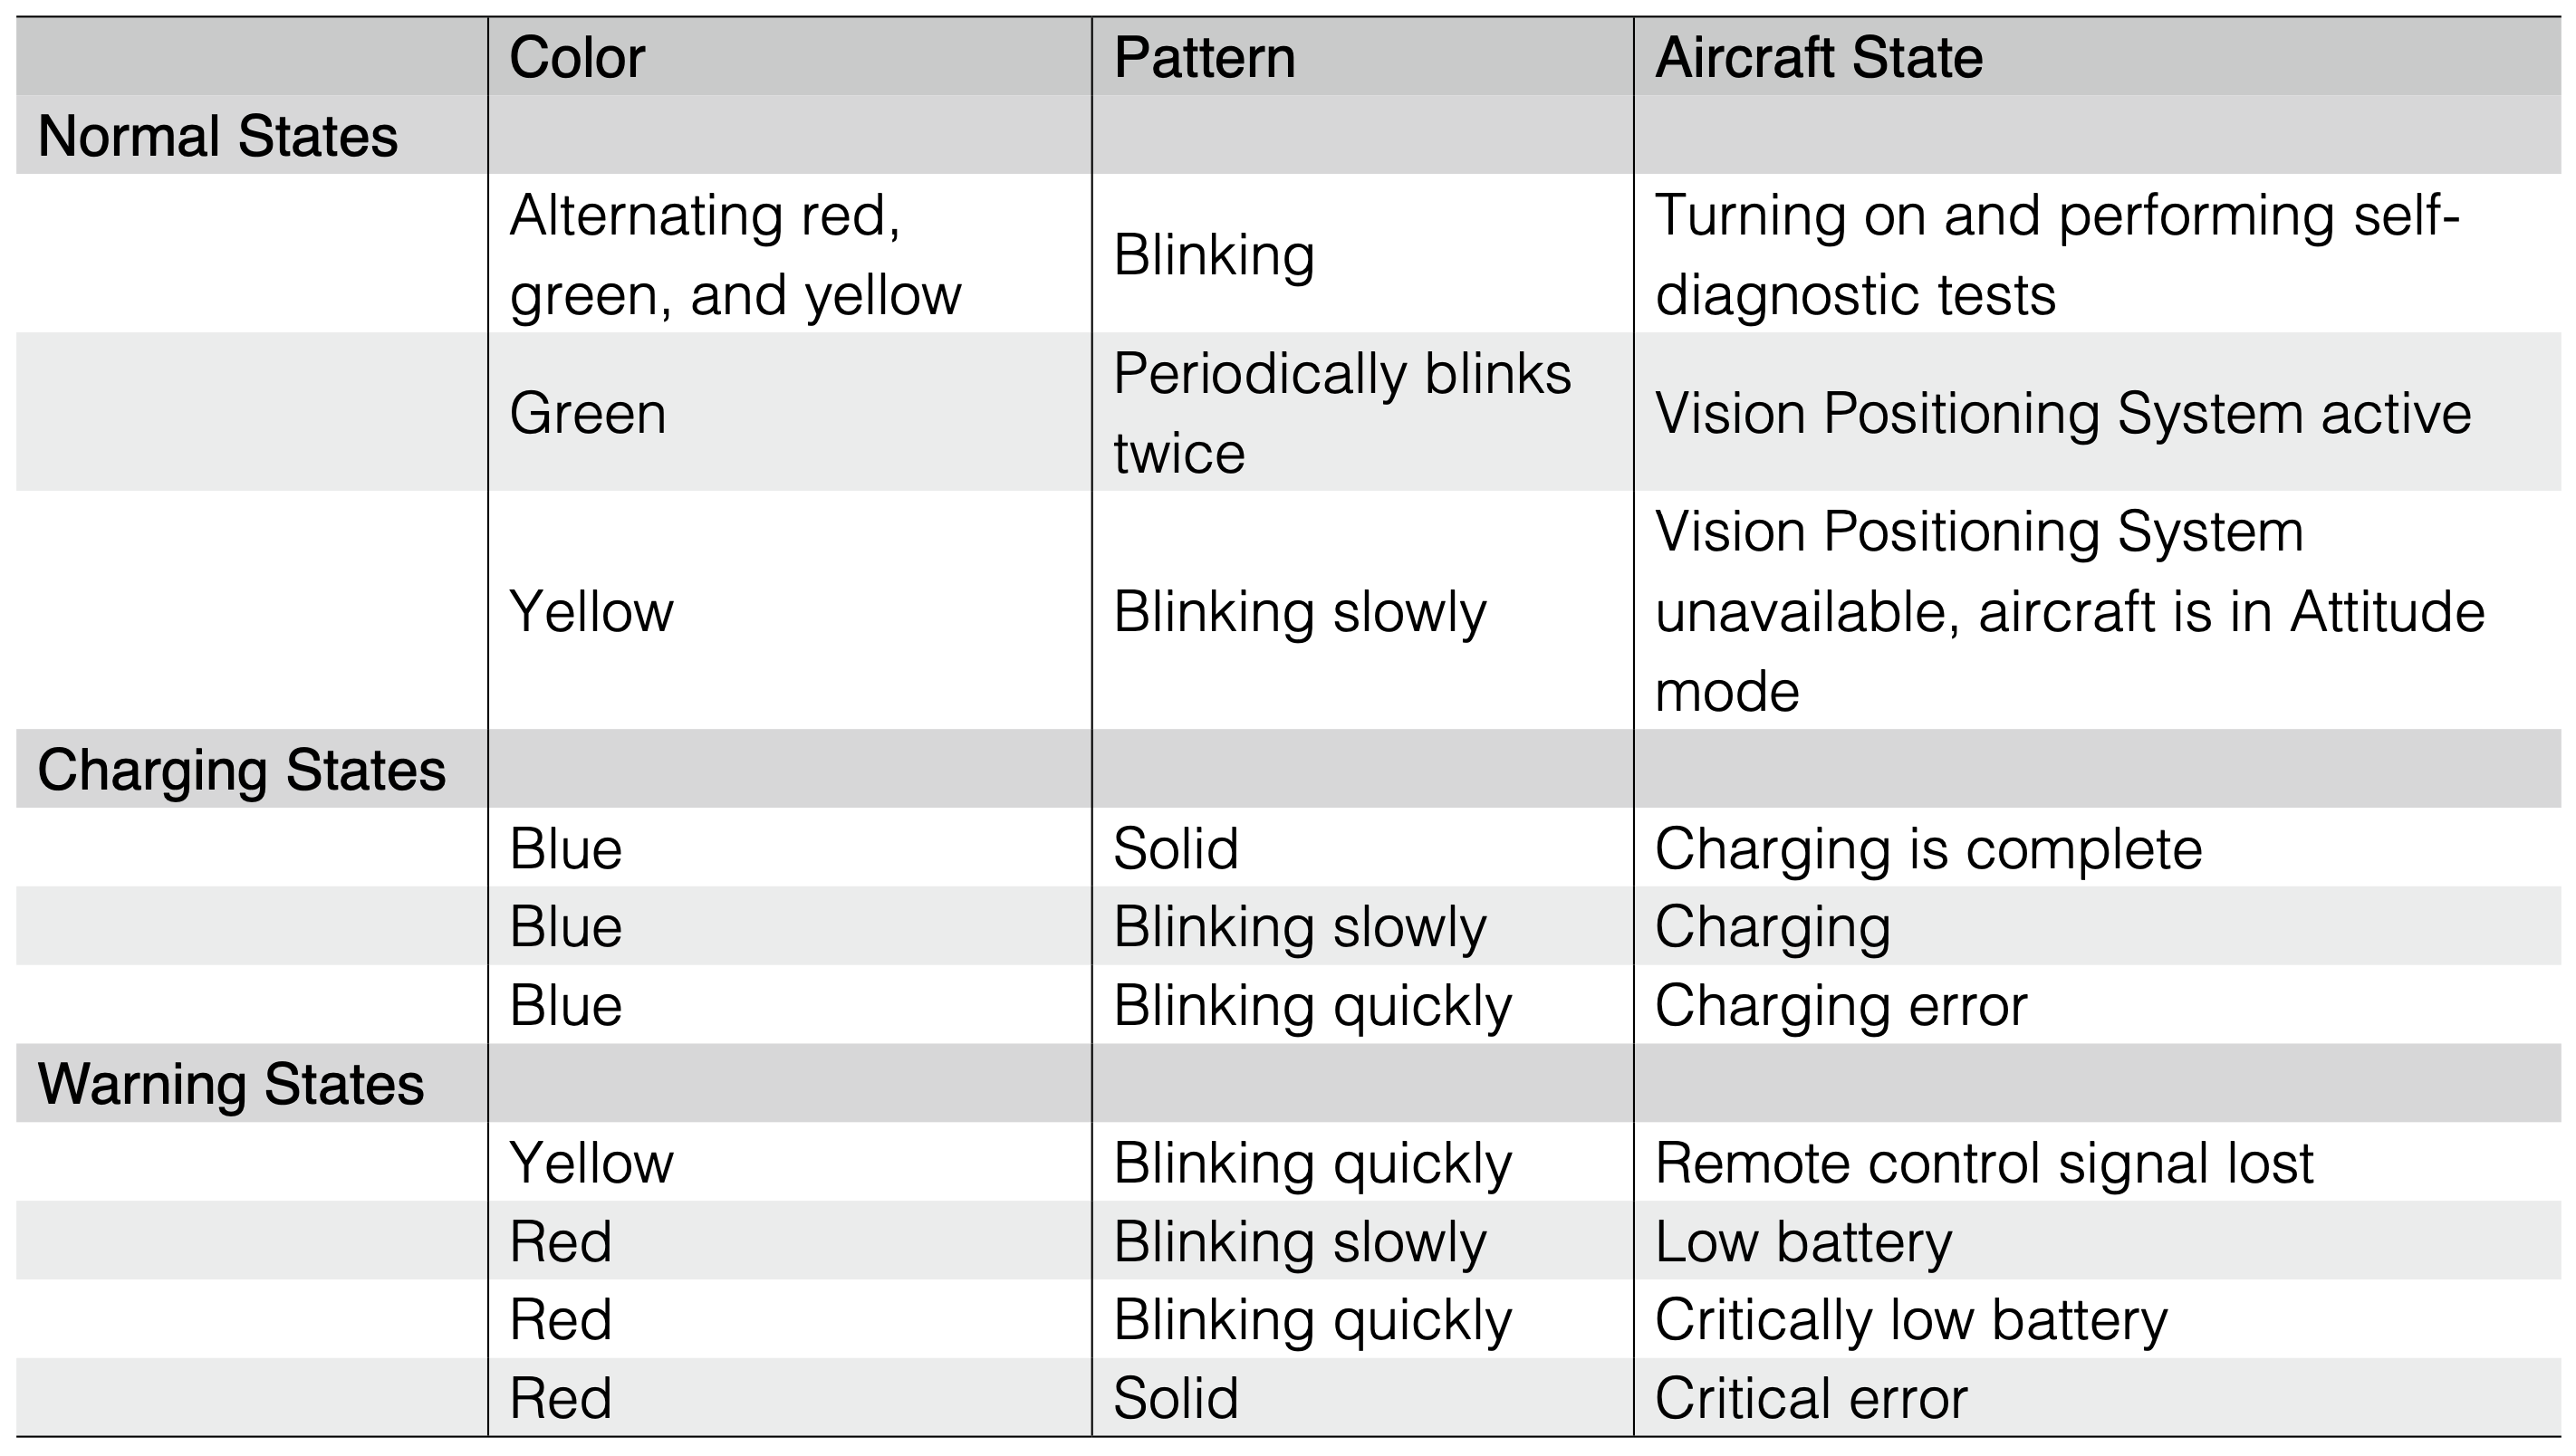 Color Pattern Aircraft State
Normal States
Alternating red,
green, and yellow
Blinking
Turning on and performing self-
diagnostic tests
Green
Periodically blinks
twice
Vision Positioning System active
Yellow
Blinking slowly
Vision Positioning System
unavailable, aircraft is in Attitude
mode
Charging States
Blue Solid Charging is complete
Blue Blinking slowly Charging
Blue Blinking quickly Charging error
Warning States
Yellow Blinking quickly Remote control signal lost
Red Blinking slowly Low battery
Red Blinking quickly Critically low battery
Red Solid Critical error